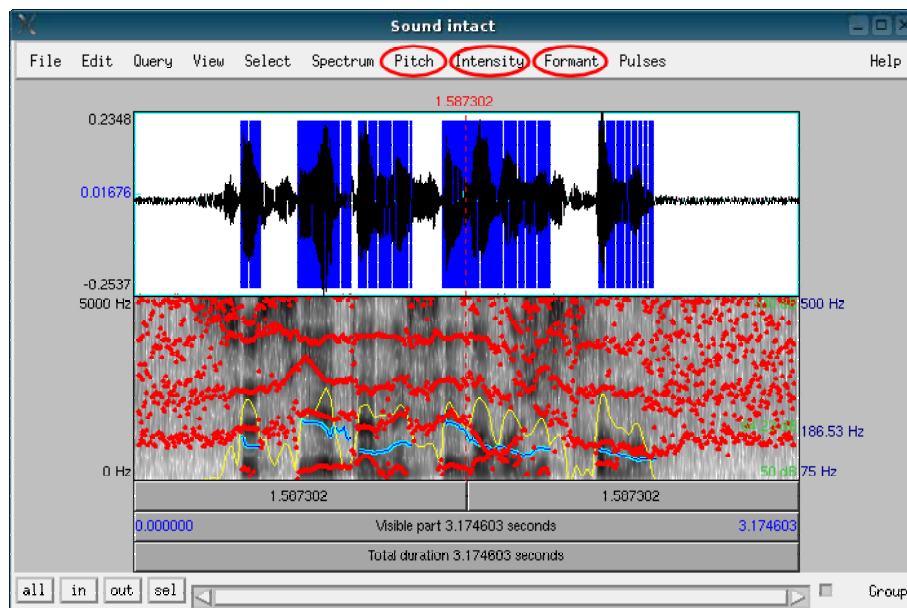 Sound intact
File Edit Query View Select Spectrum Pitch Intensity Formant Pulses Help
1.587302
0.2348
0.01676
-0.2537
5000 Hz 500 Hz
186.53 Hz
0 Hz 50 dB 75 Hz
1.587302 1.587302
0.000000 Visible part 3.174603 seconds 3.174603
Total duration 3.174603 seconds
all in out sel Group